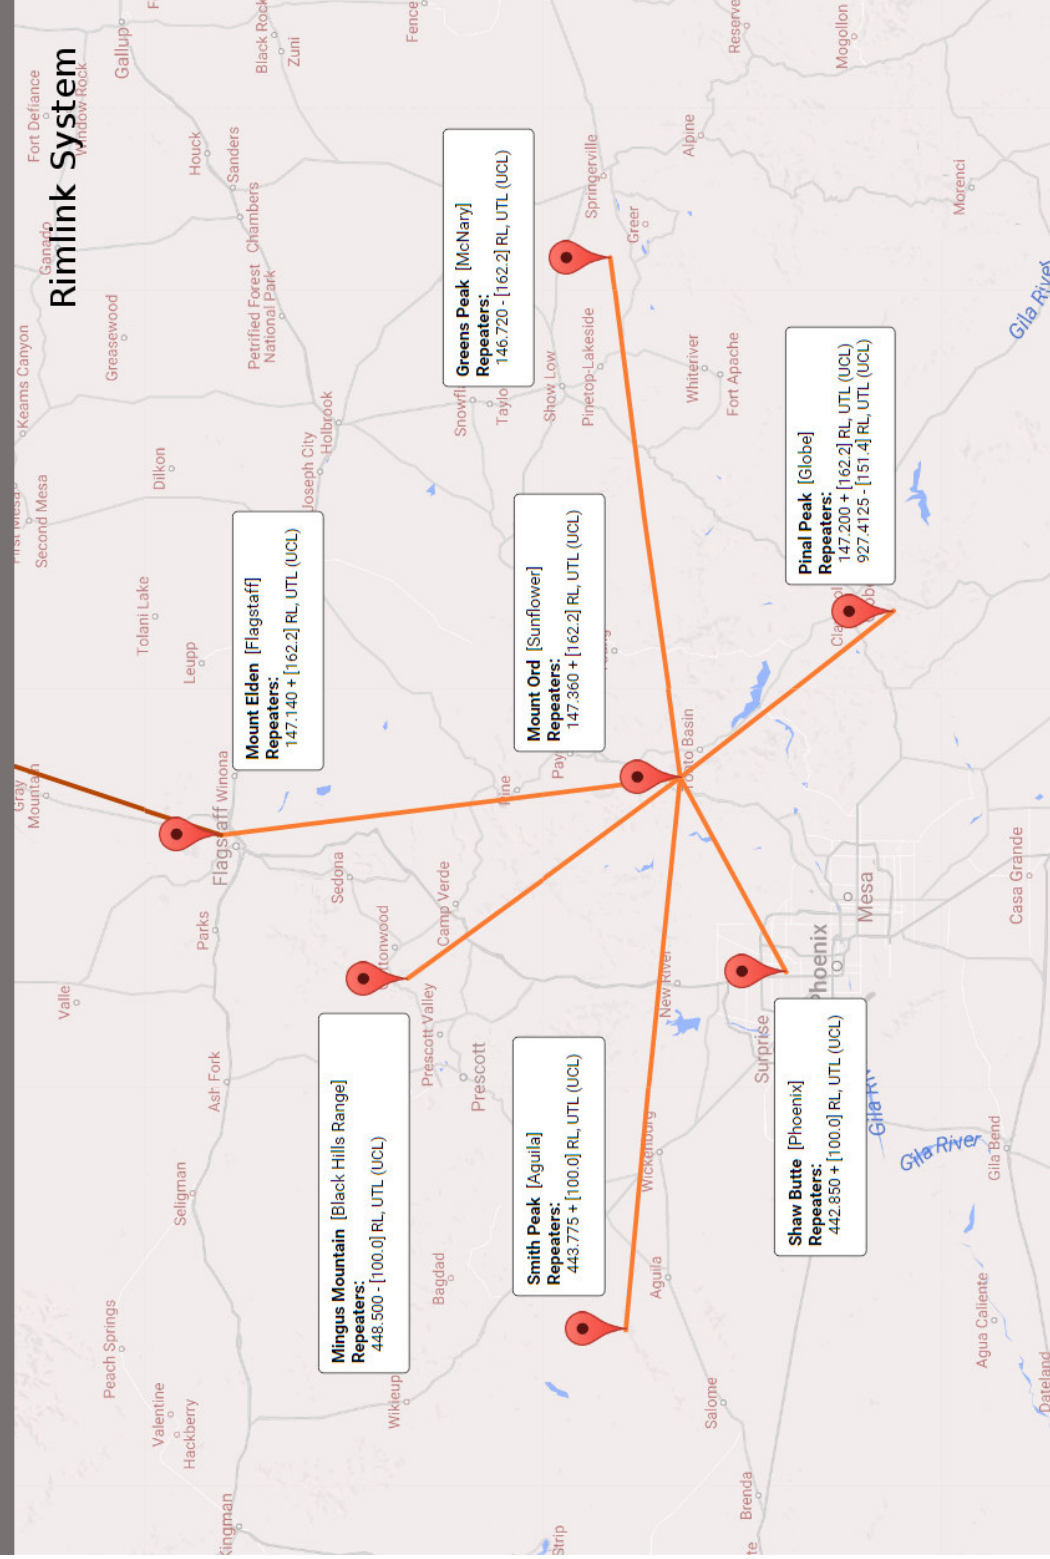 Rimlink System
Mount Elden [Flagstaff]
Repeaters:
147.140 + [162.2] RL, UTL (UCL)
Greens Peak [McNary]
Repeaters:
146.720 - [162.2] RL, UTL (UCL)
Mingus Mountain [Black Hills Range]
Repeaters:
448.500 - [100.0] RL, UTL (UCL)
Mount Ord [Sunflower]
Repeaters:
147.360 + [162.2] RL, UTL (UCL)
Smith Peak [Aguila]
Repeaters:
443.775 + [100.0] RL, UTL (UCL)
Pinal Peak [Globe]
Repeaters:
147.200 + [162.2] RL, UTL (UCL)
927.4125 - [151.4] RL, UTL (UCL)
Shaw Butte [Phoenix]
Repeaters:
442.850 + [100.0] RL, UTL (UCL)
Keams Canyon
Second Mesa
Ganado
Fort Defiance
Window Rock
Gallup
Black Rock
Zuni
Fence
Gray
Mountain
Valle
Peach Springs
Tolani Lake
Dilkon
Greasewood
Houck
Sanders
Chambers
Petrified Forest
National Park
Valentine
Hackberry
Seligman
Ash Fork
Parks
Flagstaff
Winona
Leupp
Joseph City
Holbrook
Kingman
Sedona
Camp Verde
Prescott Valley
Prescott
Bagdad
Wikieup
Pine
Show Low
Pinetop-Lakeside
Springerville
Greer
Alpine
Reserve
Mogollon
Whiteriver
Fort Apache
Morenci
Strip
Wickenburg
New River
Tonto Basin
Aguila
Salome
Brenda
Surprise
Phoenix
Mesa
Casa Grande
Gila River
Gila River
Gila Bend
Agua Caliente
Dateland